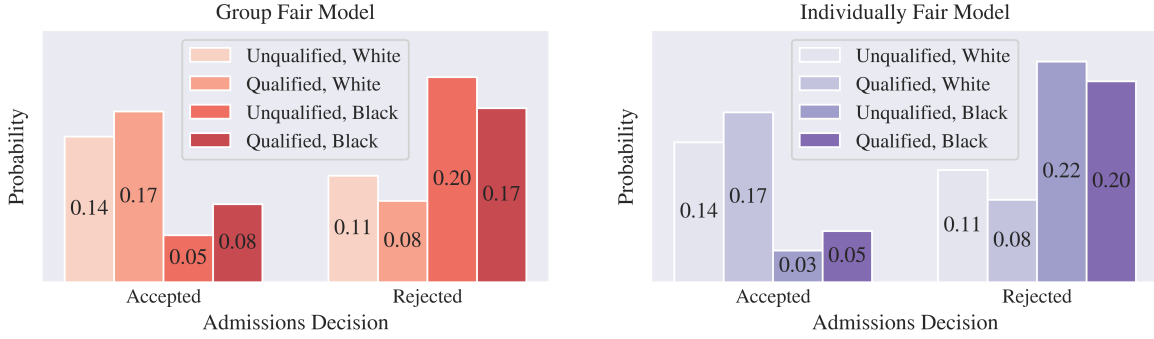 Group Fair Model
Probability
Unqualified, White
Qualified, White
Unqualified, Black
Qualified, Black
0.14
0.17
0.05
0.08
0.11
0.08
0.20
0.17
Accepted
Rejected
Admissions Decision
Individually Fair Model
Probability
Unqualified, White
Qualified, White
Unqualified, Black
Qualified, Black
0.14
0.17
0.03
0.05
0.11
0.08
0.22
0.20
Accepted
Rejected
Admissions Decision